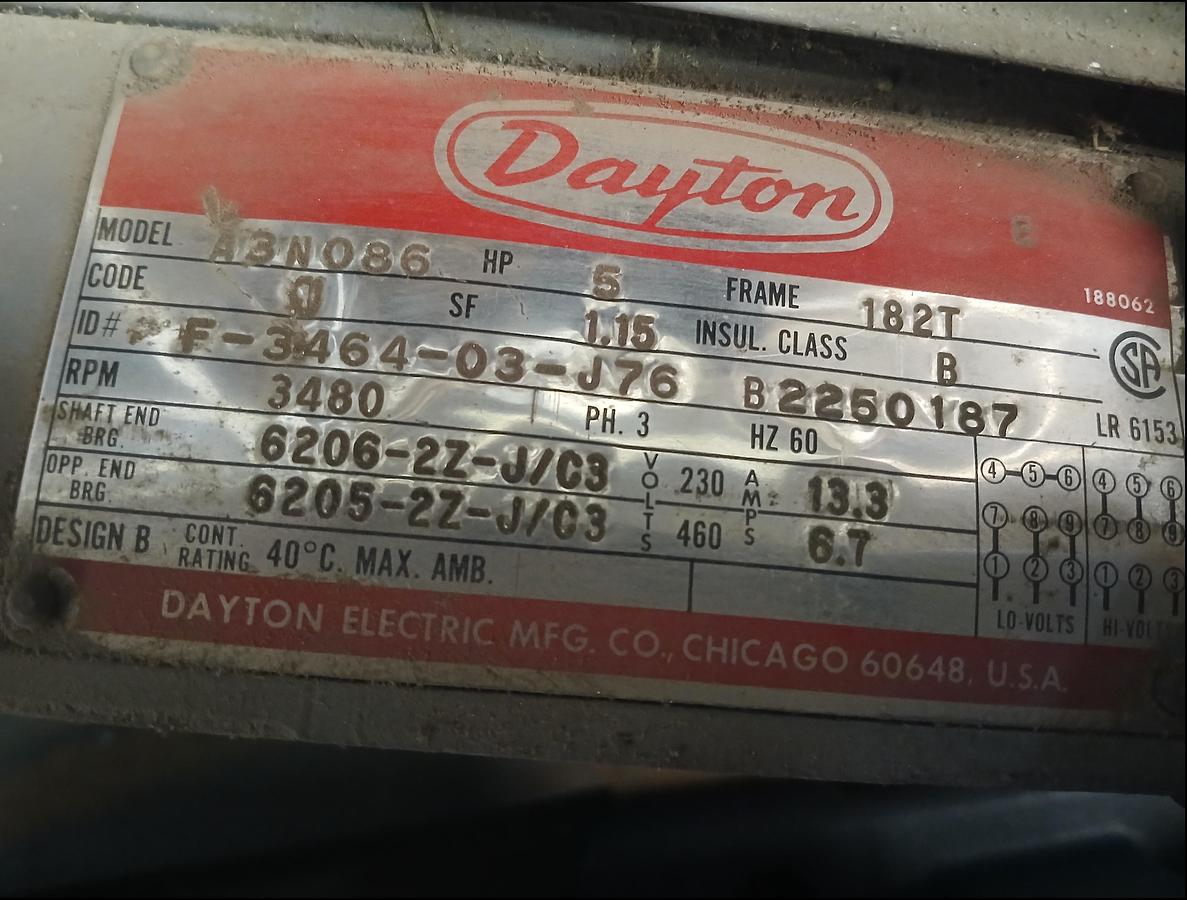 Dayton
188062
MODEL A3N086 HP 5 FRAME 182T
CODE SF 1.15 INSUL. CLASS B
ID# F-3464-03-J76 B2250187
RPM 3480 PH. 3 HZ 60
LR 6153
SHAFT END BRG. 6206-2Z-J/C3
OPP. END BRG. 6205-2Z-J/C3
VOLTS 230 460 AMPS 13.3 6.7
DESIGN B CONT. RATING 40°C. MAX. AMB.
4 5 6 4 5 6
7 8 9 7 8 9
1 2 3 1 2 3
LO-VOLTS HI-VOLTS
DAYTON ELECTRIC MFG. CO., CHICAGO 60648, U.S.A.